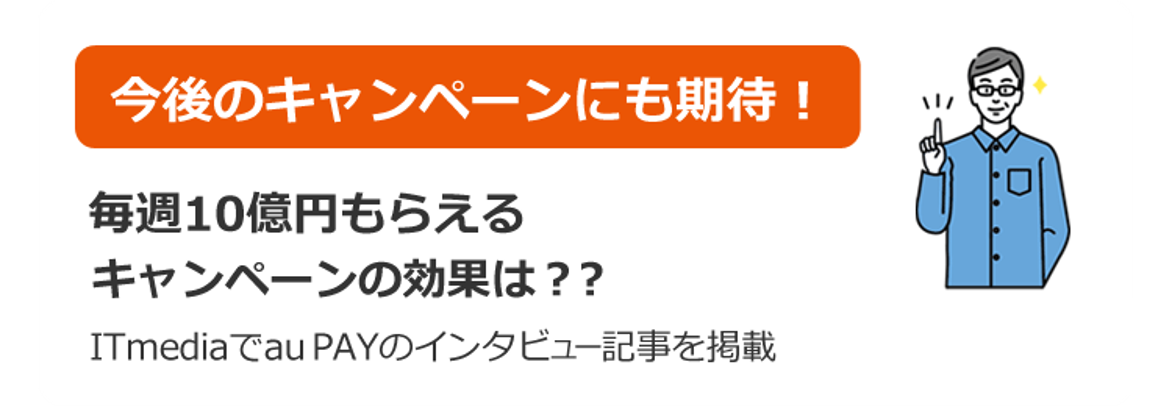 今後のキャンペーンにも期待！
毎週10億円もらえる
キャンペーンの効果は？?
ITmediaでau PAYのインタビュー記事を掲載